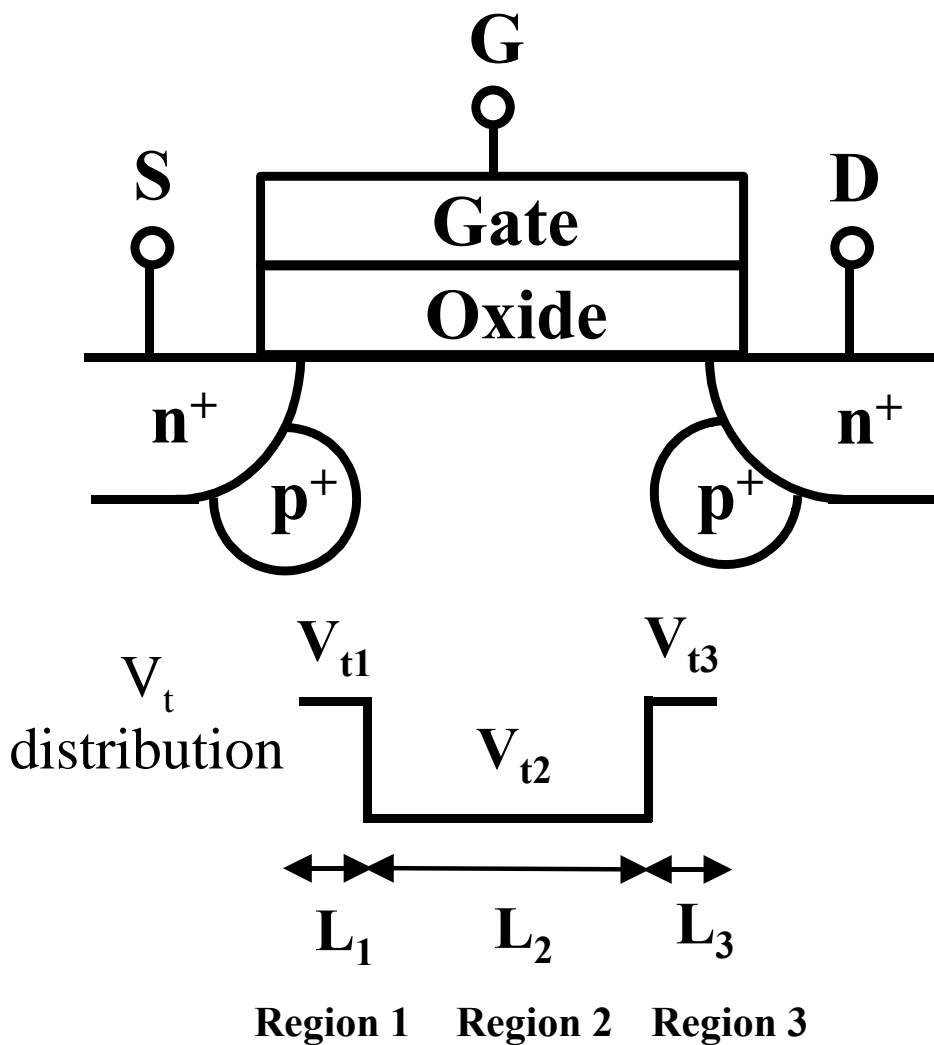 G
S
D
Gate
Oxide
n⁺
n⁺
p⁺
p⁺
Vₜ₁
Vₜ₃
Vₜ
distribution
Vₜ₂
L₁
L₂
L₃
Region 1
Region 2
Region 3